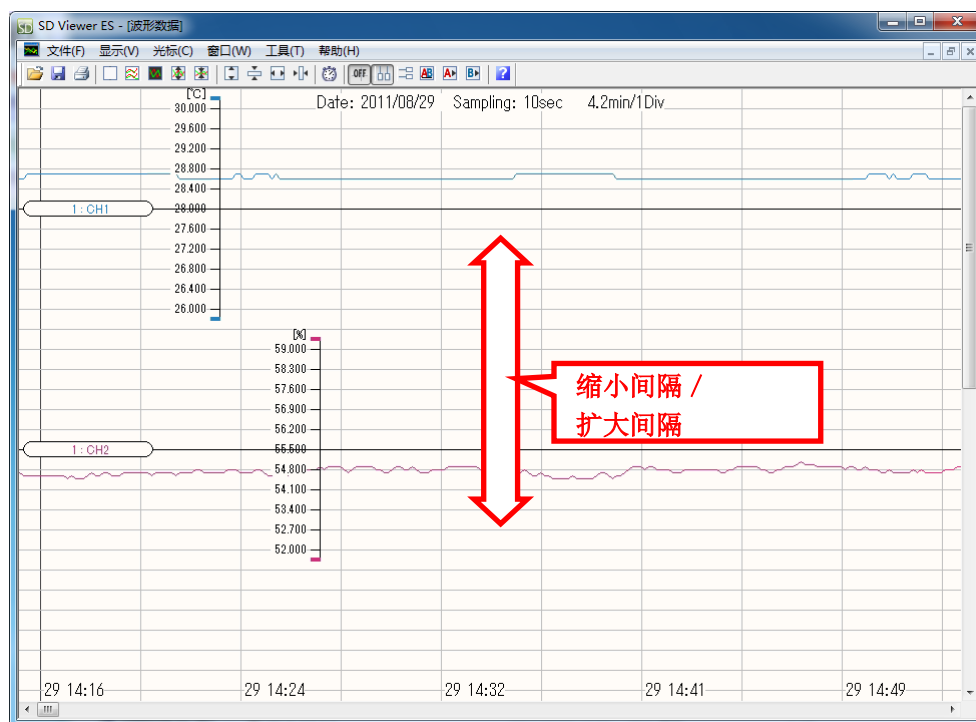 SD Viewer ES - [波形数据]
文件(F) 显示(V) 光标(C) 窗口(W) 工具(T) 帮助(H)
OFF AB A B ?
Date: 2011/08/29 Sampling: 10sec 4.2min/1Div
[℃]
30.000
29.600
29.200
28.800
28.400
1 : CH1 28.000
27.600
27.200
26.800
26.400
26.000
[%]
59.000
58.300
57.600
56.900
56.200
1 : CH2 55.500
54.800
54.100
53.400
52.700
52.000
缩小间隔 /
扩大间隔
29 14:16 29 14:24 29 14:32 29 14:41 29 14:49